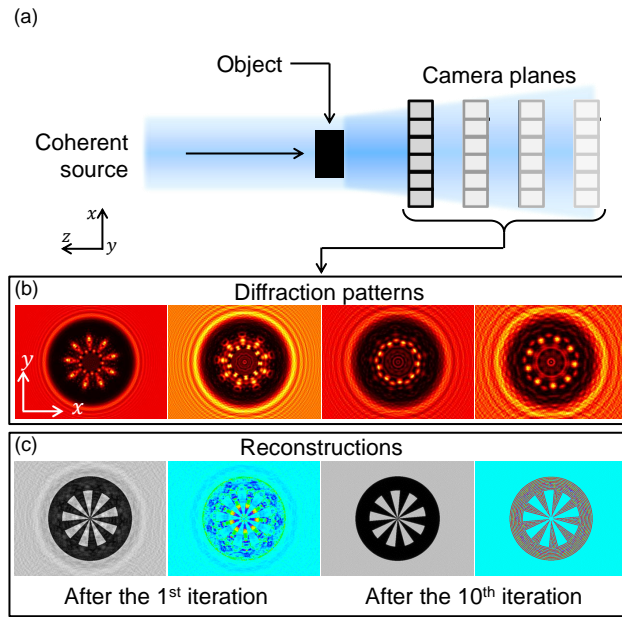 (a)
Object
Camera planes
Coherent
source
x
z
y
(b)
Diffraction patterns
y
x
(c)
Reconstructions
After the 1st iteration
After the 10th iteration